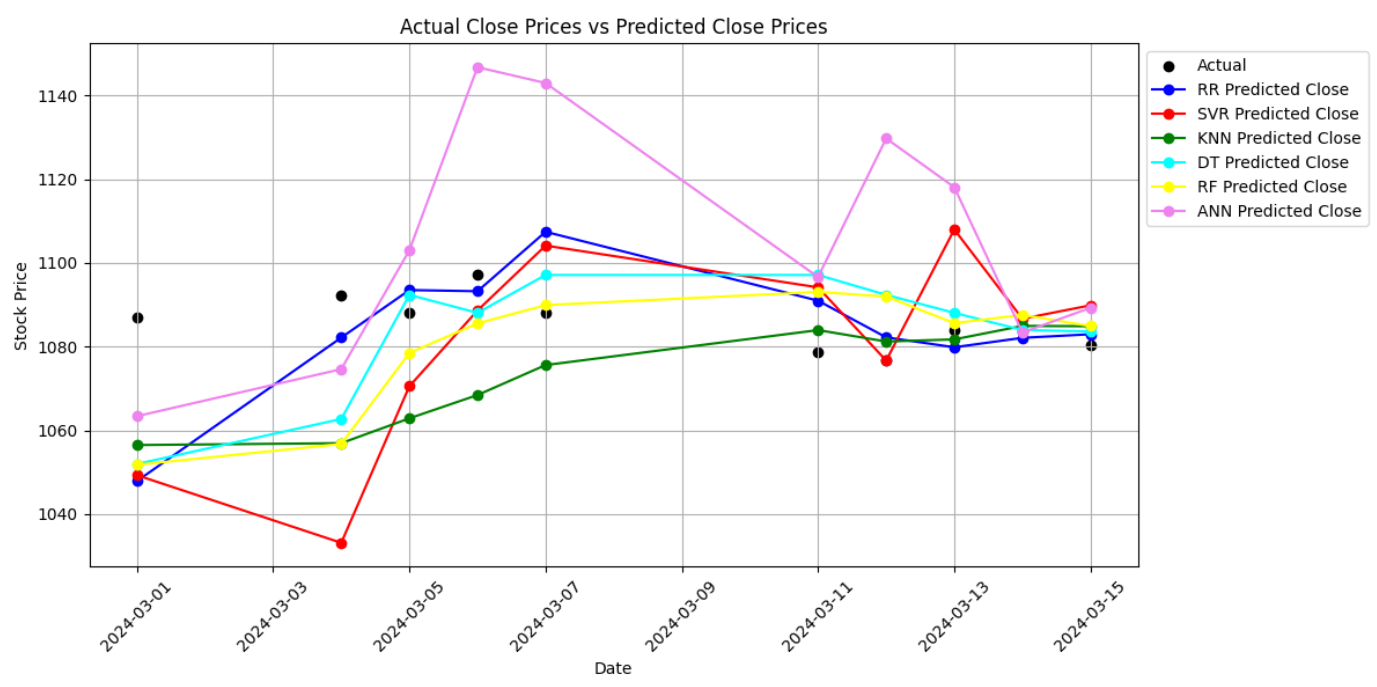 Actual Close Prices vs Predicted Close Prices
1140
1120
1100
1080
1060
1040
Stock Price
2024-03-01
2024-03-03
2024-03-05
2024-03-07
2024-03-09
2024-03-11
2024-03-13
2024-03-15
Date
Actual
RR Predicted Close
SVR Predicted Close
KNN Predicted Close
DT Predicted Close
RF Predicted Close
ANN Predicted Close